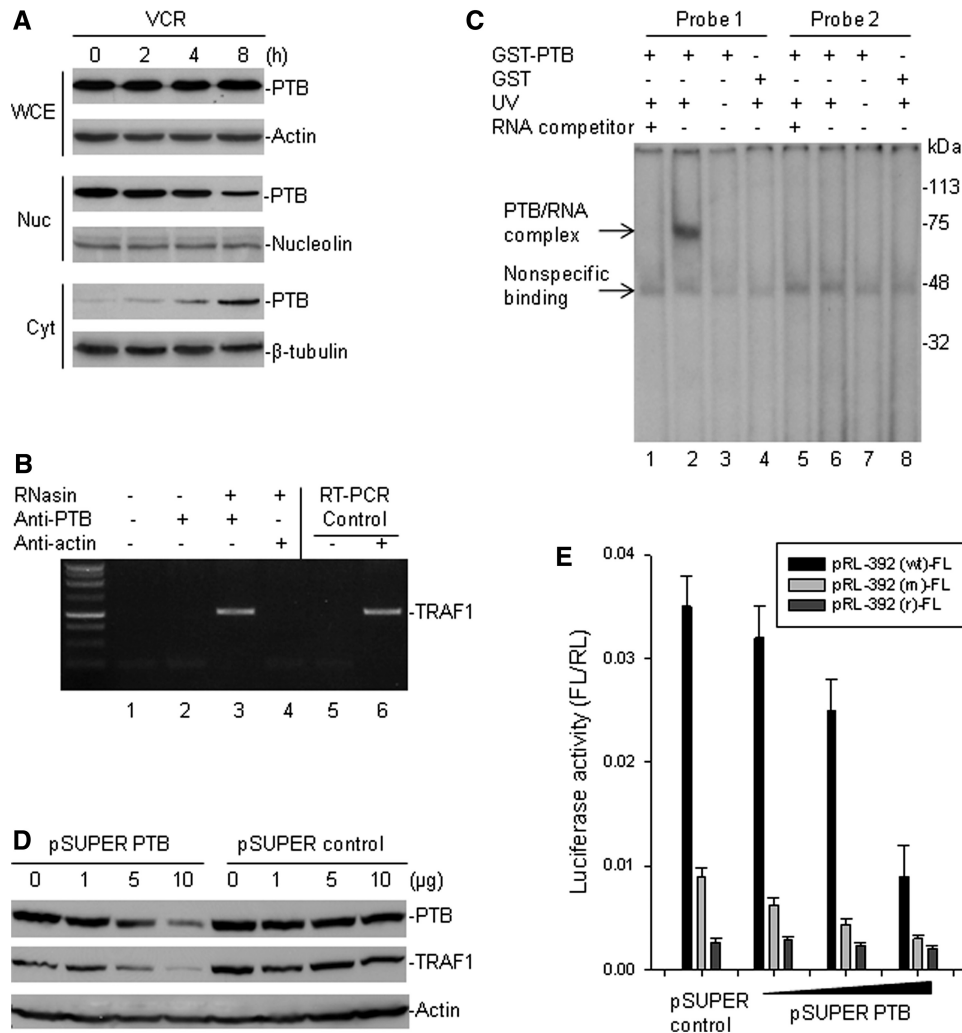 A
VCR
0 2 4 8 (h)
WCE
-PTB
-Actin
Nuc
-PTB
-Nucleolin
Cyt
-PTB
-β-tubulin
B
RNasin - - + + RT-PCR
Anti-PTB - + + - Control
Anti-actin - - - + - +
-TRAF1
1 2 3 4 5 6
C
Probe 1 Probe 2
GST-PTB + + + - + + + -
GST - - - + - - - +
UV + + - + + + - +
RNA competitor + - - - + - - -
kDa
-113
PTB/RNA
complex
-75
Nonspecific
binding
-48
-32
1 2 3 4 5 6 7 8
D
pSUPER PTB pSUPER control
0 1 5 10 0 1 5 10 (µg)
-PTB
-TRAF1
-Actin
E
Luciferase activity (FL/RL)
0.04
0.03
0.02
0.01
0.00
pRL-392 (wt)-FL
pRL-392 (m)-FL
pRL-392 (r)-FL
pSUPER
control
pSUPER PTB